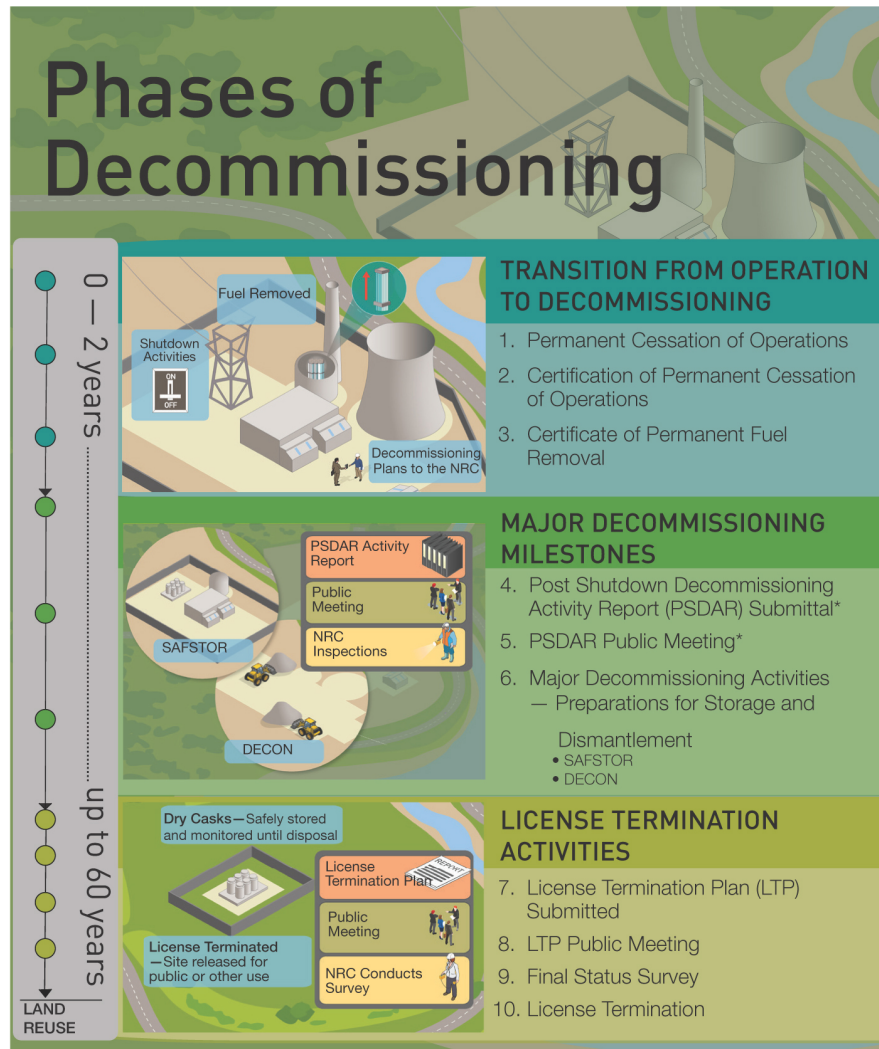 Phases of
Decommissioning
0 — 2 years
up to 60 years
LAND
REUSE
Fuel Removed
Shutdown
Activities
ON
OFF
Decommissioning
Plans to the NRC
TRANSITION FROM OPERATION
TO DECOMMISSIONING
1. Permanent Cessation of Operations
2. Certification of Permanent Cessation
of Operations
3. Certificate of Permanent Fuel
Removal
SAFSTOR
DECON
PSDAR Activity
Report
Public
Meeting
NRC
Inspections
MAJOR DECOMMISSIONING
MILESTONES
4. Post Shutdown Decommissioning
Activity Report (PSDAR) Submittal*
5. PSDAR Public Meeting*
6. Major Decommissioning Activities
— Preparations for Storage and
Dismantlement
• SAFSTOR
• DECON
Dry Casks—Safely stored
and monitored until disposal
License Terminated
—Site released for
public or other use
License
Termination Plan
REPORT
Public
Meeting
NRC Conducts
Survey
LICENSE TERMINATION
ACTIVITIES
7. License Termination Plan (LTP)
Submitted
8. LTP Public Meeting
9. Final Status Survey
10. License Termination